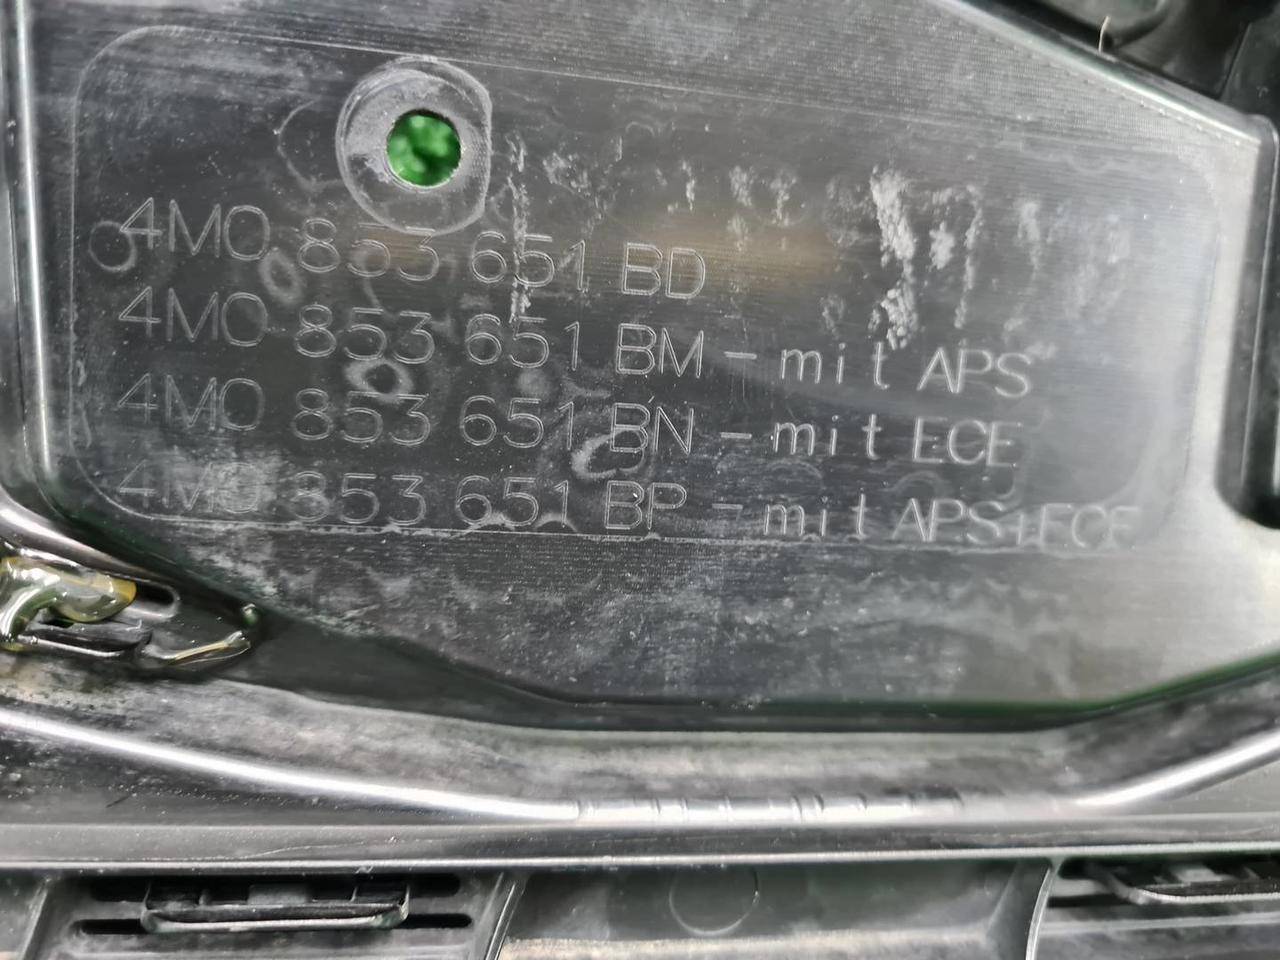 4M0 853 651 BD
4M0 853 651 BM - mit APS
4M0 853 651 BN - mit ECE
4M0 853 651 BP - mit APS+ECE